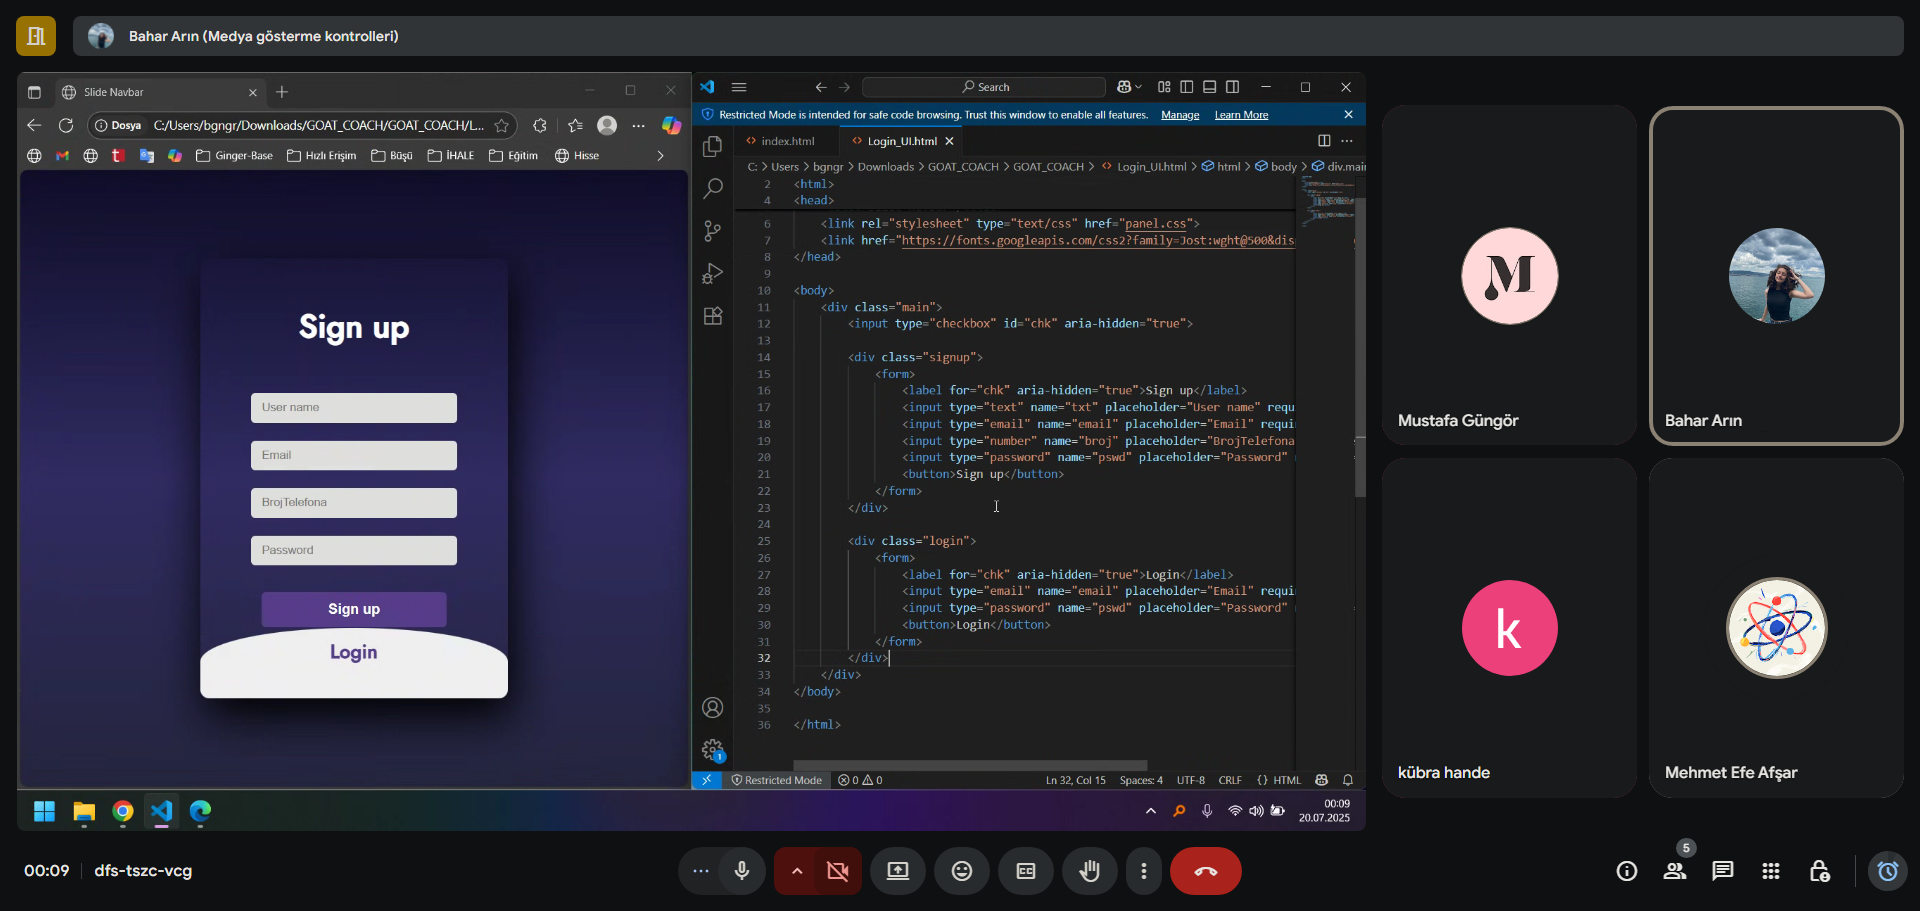 Bahar Arın (Medya gösterme kontrolleri)
Slide Navbar
Dosya C:/Users/bgngr/Downloads/GOAT_COACH/GOAT_COACH/L...
Ginger-Base Hızlı Erişim Büşü İHALE Eğitim Hisse
Sign up
User name
Email
BrojTelefona
Password
Sign up
Login
Search
Restricted Mode is intended for safe code browsing. Trust this window to enable all features. Manage Learn More
index.html Login_UI.html
C: > Users > bgngr > Downloads > GOAT_COACH > GOAT_COACH > Login_UI.html > html > body > div.main
2 <html>
4 <head>
6 <link rel="stylesheet" type="text/css" href="panel.css">
7 <link href="https://fonts.googleapis.com/css2?family=Jost:wght@500&dis
8 </head>
9
10 <body>
11 <div class="main">
12 <input type="checkbox" id="chk" aria-hidden="true">
13
14 <div class="signup">
15 <form>
16 <label for="chk" aria-hidden="true">Sign up</label>
17 <input type="text" name="txt" placeholder="User name" requ
18 <input type="email" name="email" placeholder="Email" requi
19 <input type="number" name="broj" placeholder="BrojTelefona
20 <input type="password" name="pswd" placeholder="Password"
21 <button>Sign up</button>
22 </form>
23 </div>
24
25 <div class="login">
26 <form>
27 <label for="chk" aria-hidden="true">Login</label>
28 <input type="email" name="email" placeholder="Email" requi
29 <input type="password" name="pswd" placeholder="Password"
30 <button>Login</button>
31 </form>
32 </div>
33 </div>
34 </body>
35
36 </html>
1
Restricted Mode 0 0 Ln 32, Col 15 Spaces: 4 UTF-8 CRLF {} HTML
00:09
20.07.2025
M
Mustafa Güngör
Bahar Arın
k
kübra hande
Mehmet Efe Afşar
00:09 dfs-tszc-vcg
CC
5